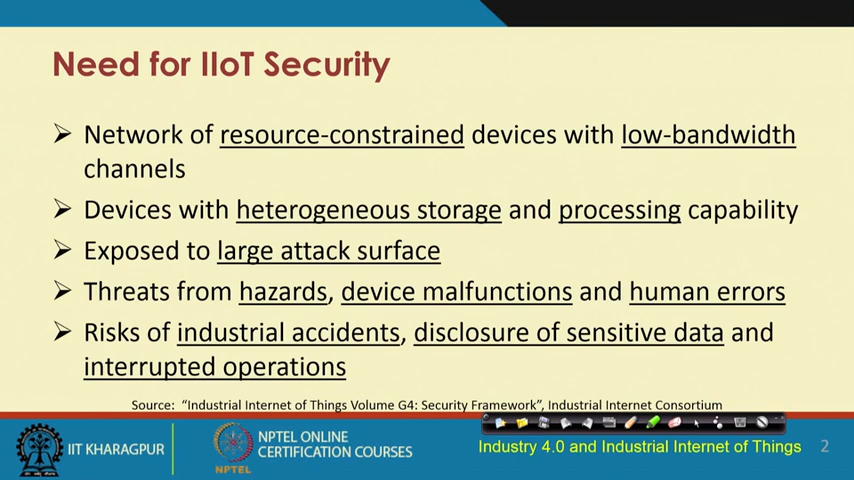 Need for IIoT Security
➢ Network of resource-constrained devices with low-bandwidth
channels
➢ Devices with heterogeneous storage and processing capability
➢ Exposed to large attack surface
➢ Threats from hazards, device malfunctions and human errors
➢ Risks of industrial accidents, disclosure of sensitive data and
interrupted operations
Source: “Industrial Internet of Things Volume G4: Security Framework”, Industrial Internet Consortium
IIT KHARAGPUR
NPTEL
NPTEL ONLINE
CERTIFICATION COURSES
Industry 4.0 and Industrial Internet of Things
2